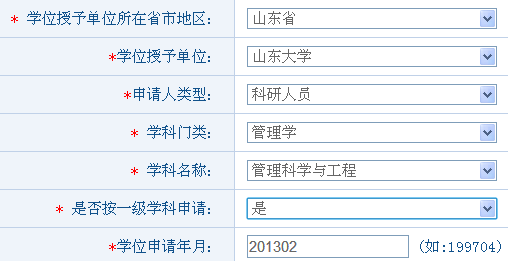 * 学位授予单位所在省市地区： 山东省
*学位授予单位： 山东大学
*申请人类型： 科研人员
* 学科门类： 管理学
* 学科名称： 管理科学与工程
* 是否按一级学科申请： 是
*学位申请年月： 201302 (如:199704)